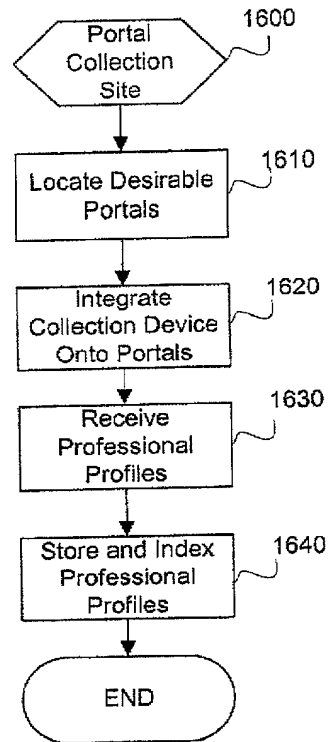 Portal
Collection
Site
1600
Locate Desirable
Portals
1610
Integrate
Collection Device
Onto Portals
1620
Receive
Professional
Profiles
1630
Store and Index
Professional
Profiles
1640
END